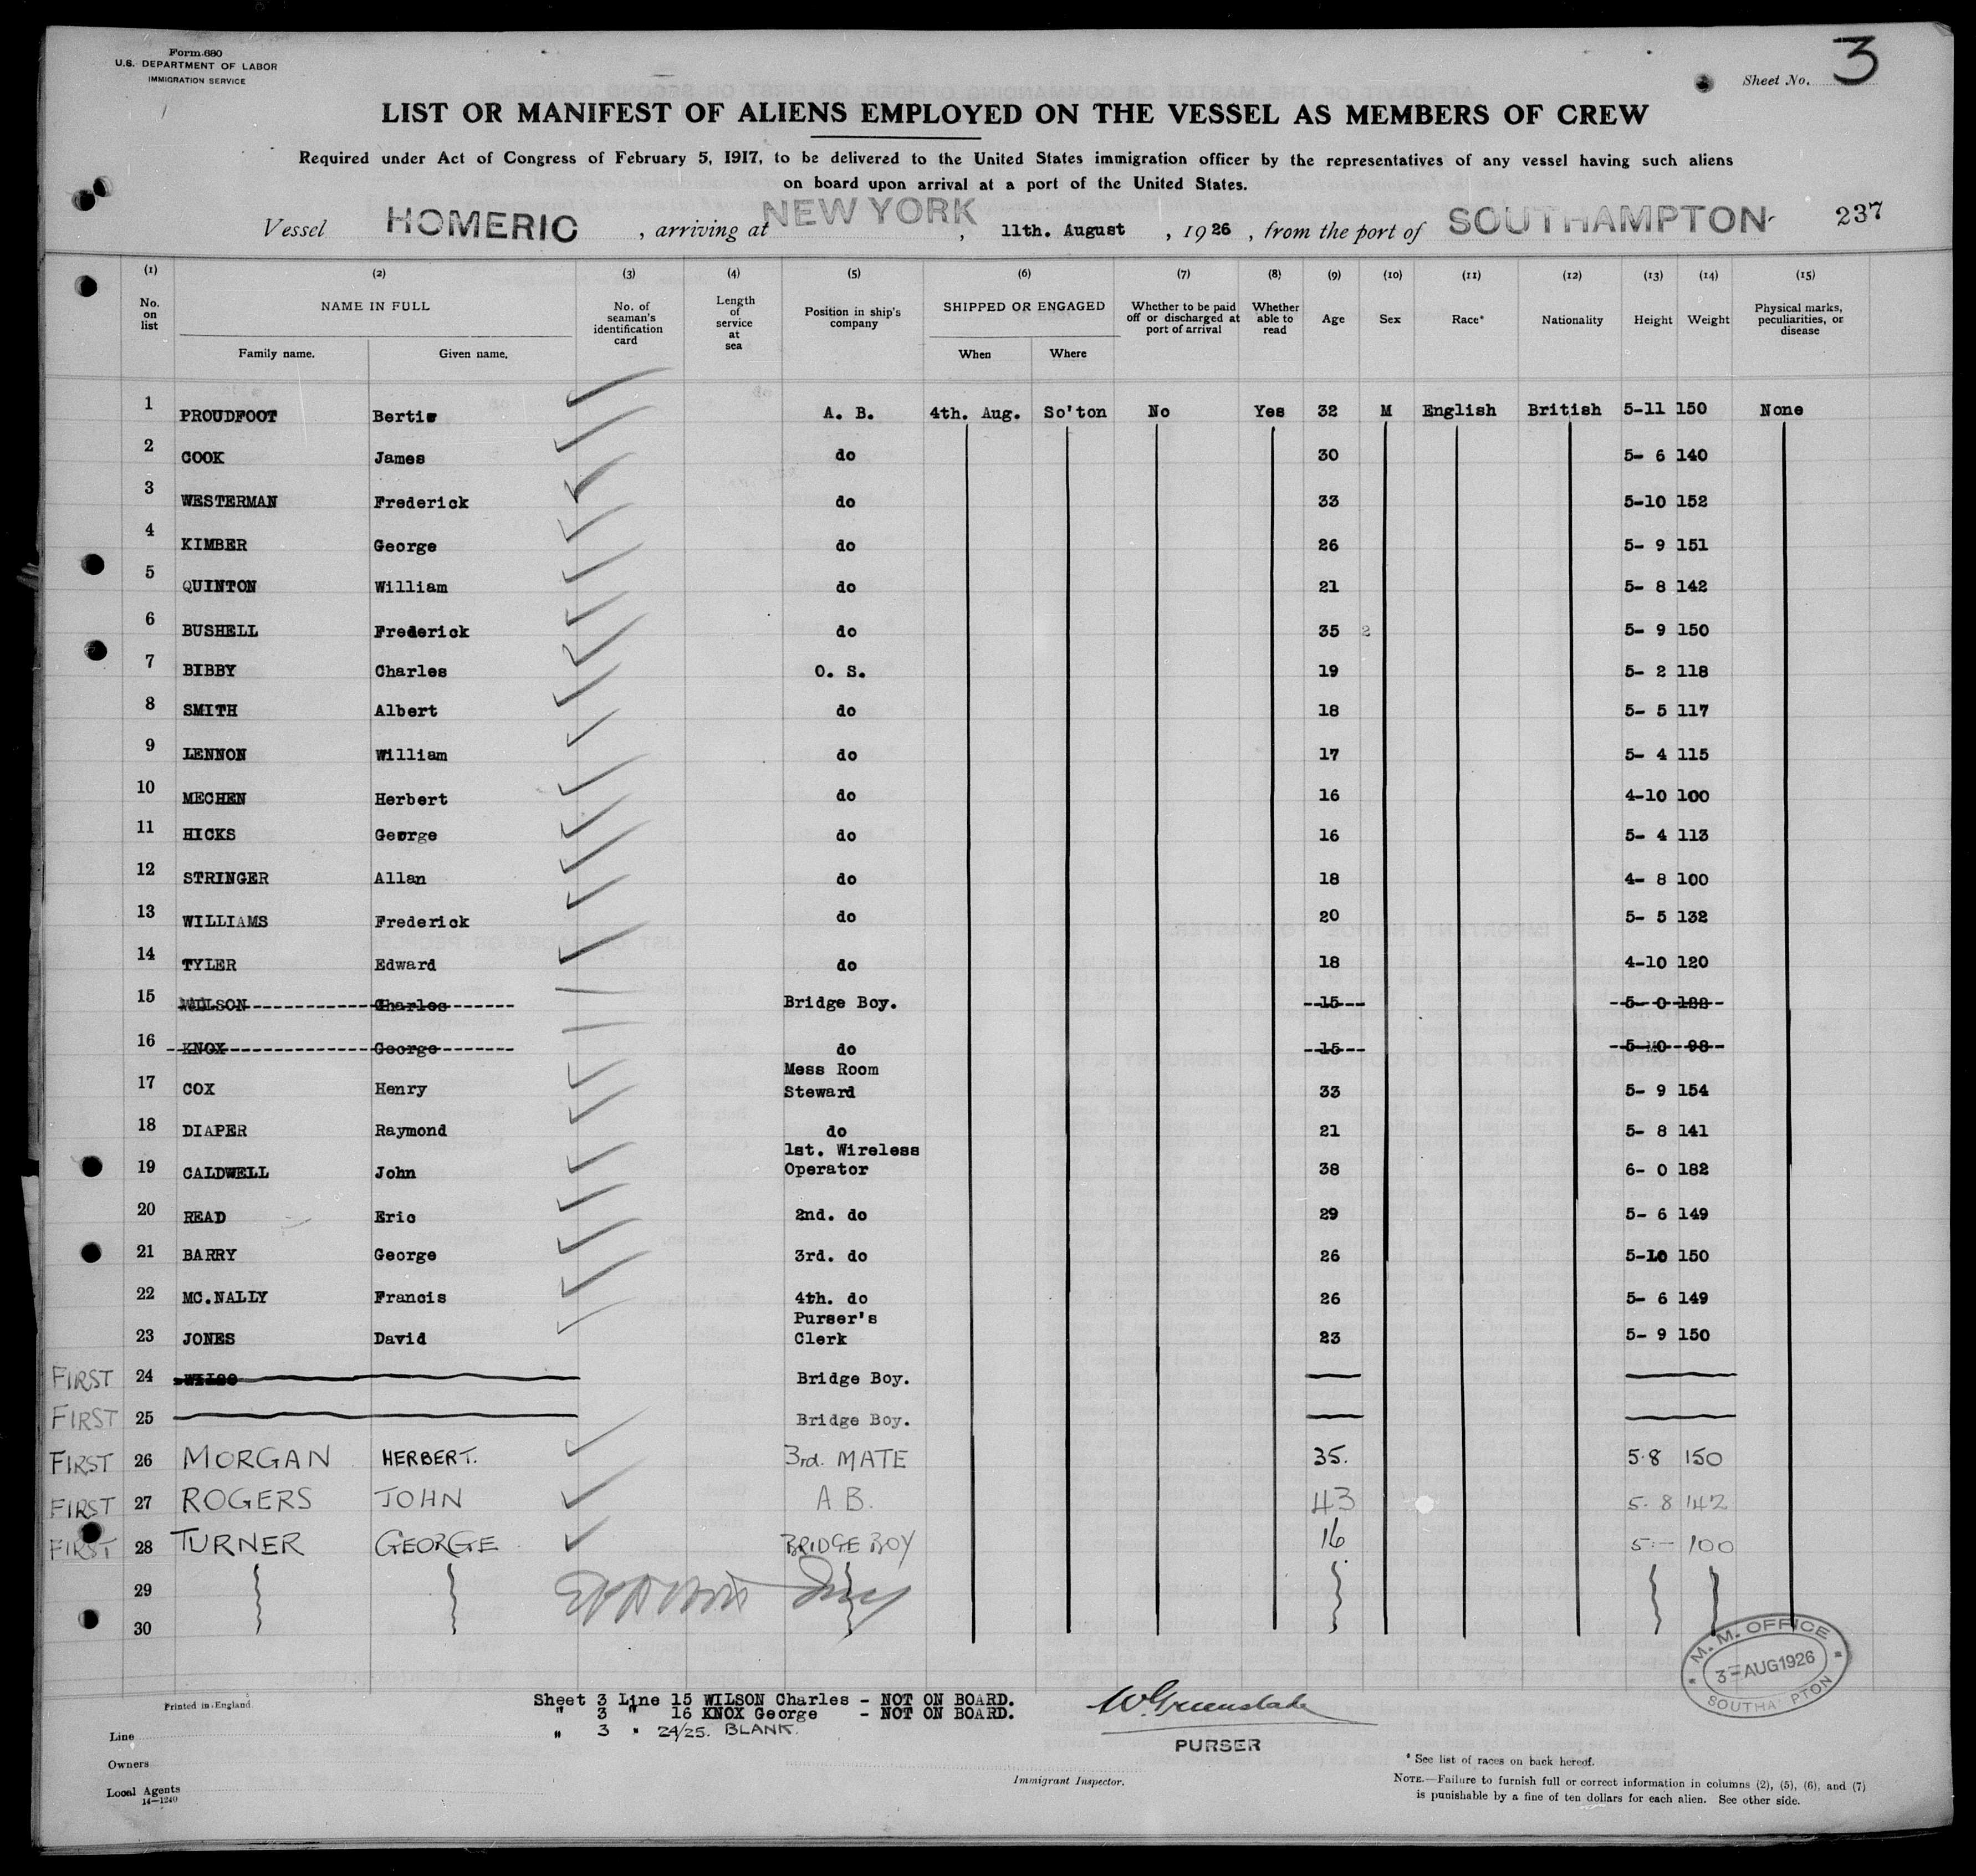 Form 680
U.S. DEPARTMENT OF LABOR
IMMIGRATION SERVICE
Sheet No. 3
LIST OR MANIFEST OF ALIENS EMPLOYED ON THE VESSEL AS MEMBERS OF CREW
Required under Act of Congress of February 5, 1917, to be delivered to the United States immigration officer by the representatives of any vessel having such aliens
on board upon arrival at a port of the United States.
Vessel HOMERIC , arriving at NEW YORK , 11th. August , 1926 , from the port of SOUTHAMPTON 237
(1) (2) (3) (4) (5) (6) (7) (8) (9) (10) (11) (12) (13) (14) (15)
No. on list NAME IN FULL Family name. Given name. No. of seaman's identification card Length of service at sea Position in ship's company SHIPPED OR ENGAGED When Where Whether to be paid off or discharged at port of arrival Whether able to read Age Sex Race* Nationality Height Weight Physical marks, peculiarities, or disease
1 PROUDFOOT Bertie A. B. 4th. Aug. So'ton No Yes 32 M English British 5-11 150 None
2 COOK James do 30 5- 6 140
3 WESTERMAN Frederick do 33 5-10 152
4 KIMBER George do 26 5- 9 151
5 QUINTON William do 21 5- 8 142
6 BUSHELL Frederick do 35 2 5- 9 150
7 BIBBY Charles O. S. 19 5- 2 118
8 SMITH Albert do 18 5- 5 117
9 LENNON William do 17 5- 4 115
10 MECHEN Herbert do 16 4-10 100
11 HICKS George do 16 5- 4 113
12 STRINGER Allan do 18 4- 8 100
13 WILLIAMS Frederick do 20 5- 5 132
14 TYLER Edward do 18 4-10 120
15 WILSON Charles Bridge Boy. 15 5- 0
16 KNOX George do 15 98
17 COX Henry Mess Room Steward 33 5- 9 154
18 DIAPER Raymond do 21 5- 8 141
19 CALDWELL John 1st. Wireless Operator 38 6- 0 182
20 READ Eric 2nd. do 29 5- 6 149
21 BARRY George 3rd. do 26 5-10 150
22 MC.NALLY Francis 4th. do 26 5- 6 149
23 JONES David Purser's Clerk 23 5- 9 150
FIRST 24 WILSO Bridge Boy.
FIRST 25 Bridge Boy.
FIRST 26 MORGAN HERBERT. 3rd. MATE 35. 5.8 150
FIRST 27 ROGERS JOHN A.B. 43 5. 8 142
FIRST 28 TURNER GEORGE BRIDGE BOY 16 5.- 100
29
30
M. M. OFFICE
3-AUG 1926
SOUTHAMPTON
Printed in England.
Sheet 3 Line 15 WILSON Charles - NOT ON BOARD.
" 3 " 16 KNOX George - NOT ON BOARD.
" 3 " 24/25. BLANK.
PURSER
Line
Owners
Local Agents
14-1240
Immigrant Inspector.
* See list of races on back hereof.
NOTE.—Failure to furnish full or correct information in columns (2), (5), (6), and (7)
is punishable by a fine of ten dollars for each alien. See other side.